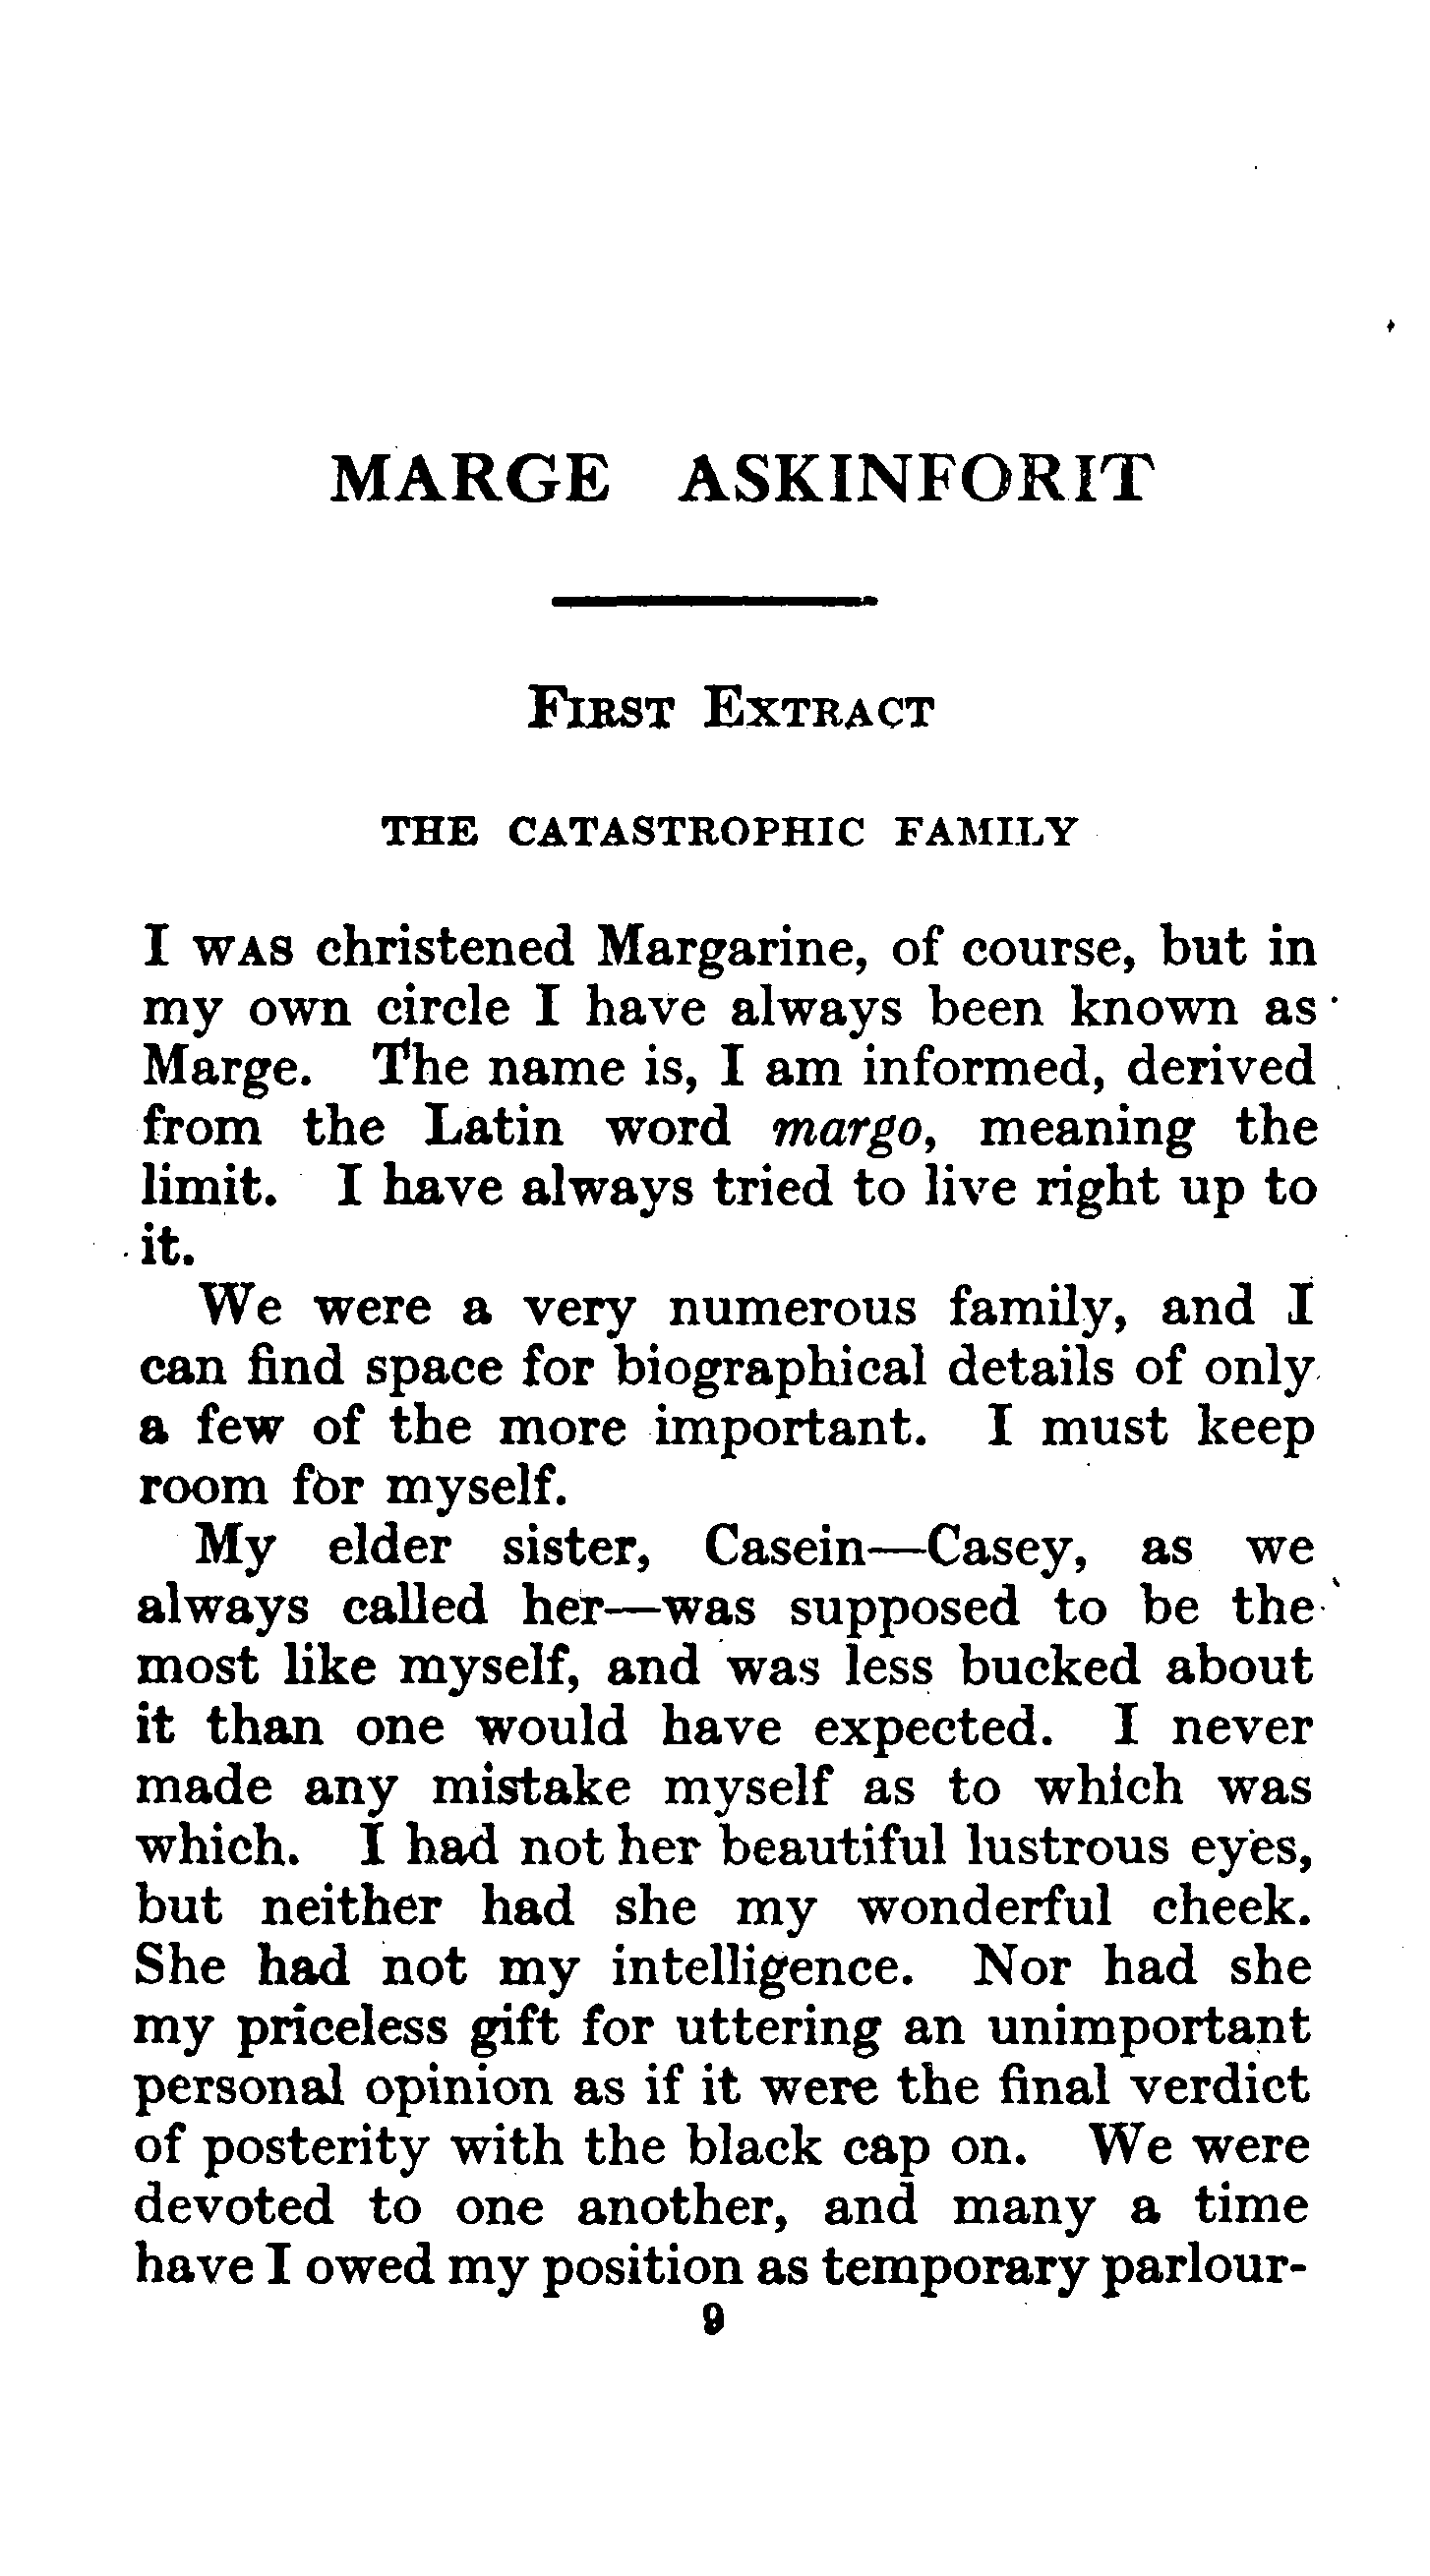 MARGE ASKINFORIT
FIRST EXTRACT
THE CATASTROPHIC FAMILY
I WAS christened Margarine, of course, but in
my own circle I have always been known as
Marge. The name is, I am informed, derived
from the Latin word margo, meaning the
limit. I have always tried to live right up to
it.
We were a very numerous family, and I
can find space for biographical details of only
a few of the more important. I must keep
room for myself.
My elder sister, Casein—Casey, as we
always called her—was supposed to be the
most like myself, and was less bucked about
it than one would have expected. I never
made any mistake myself as to which was
which. I had not her beautiful lustrous eyes,
but neither had she my wonderful cheek.
She had not my intelligence. Nor had she
my priceless gift for uttering an unimportant
personal opinion as if it were the final verdict
of posterity with the black cap on. We were
devoted to one another, and many a time
have I owed my position as temporary parlour-
9